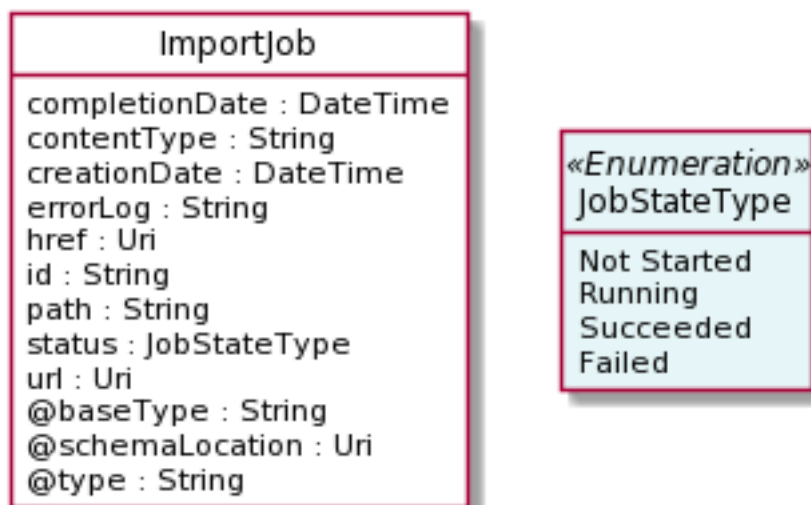 ImportJob
completionDate : DateTime
contentType : String
creationDate : DateTime
errorLog : String
href : Uri
id : String
path : String
status : JobStateType
url : Uri
@baseType : String
@schemaLocation : Uri
@type : String
«Enumeration»
JobStateType
Not Started
Running
Succeeded
Failed